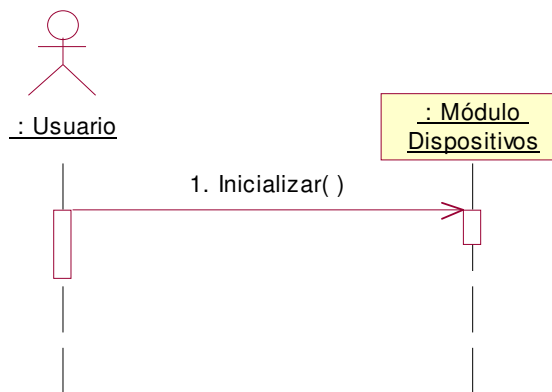 : Usuario
: Módulo
Dispositivos
1. Inicializar( )